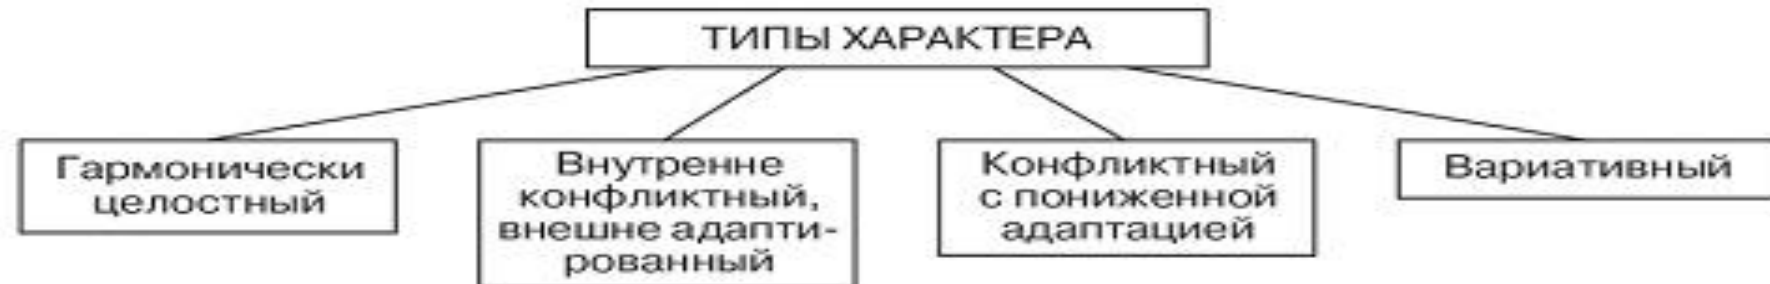 ТИПЫ ХАРАКТЕРА
Гармонически
целостный
Внутренне
конфликтный,
внешне адапти-
рованный
Конфликтный
с пониженной
адаптацией
Вариативный